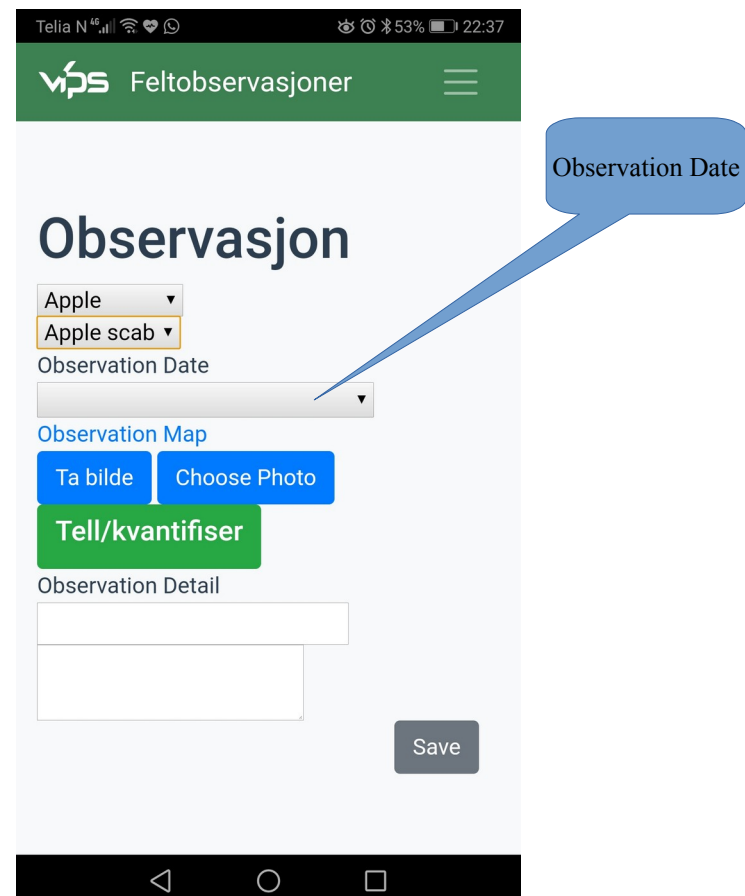 Telia N 4G 53% 22:37
vips Feltobservasjoner
Observation Date
Observasjon
Apple
Apple scab
Observation Date
Observation Map
Ta bilde Choose Photo
Tell/kvantifiser
Observation Detail
Save